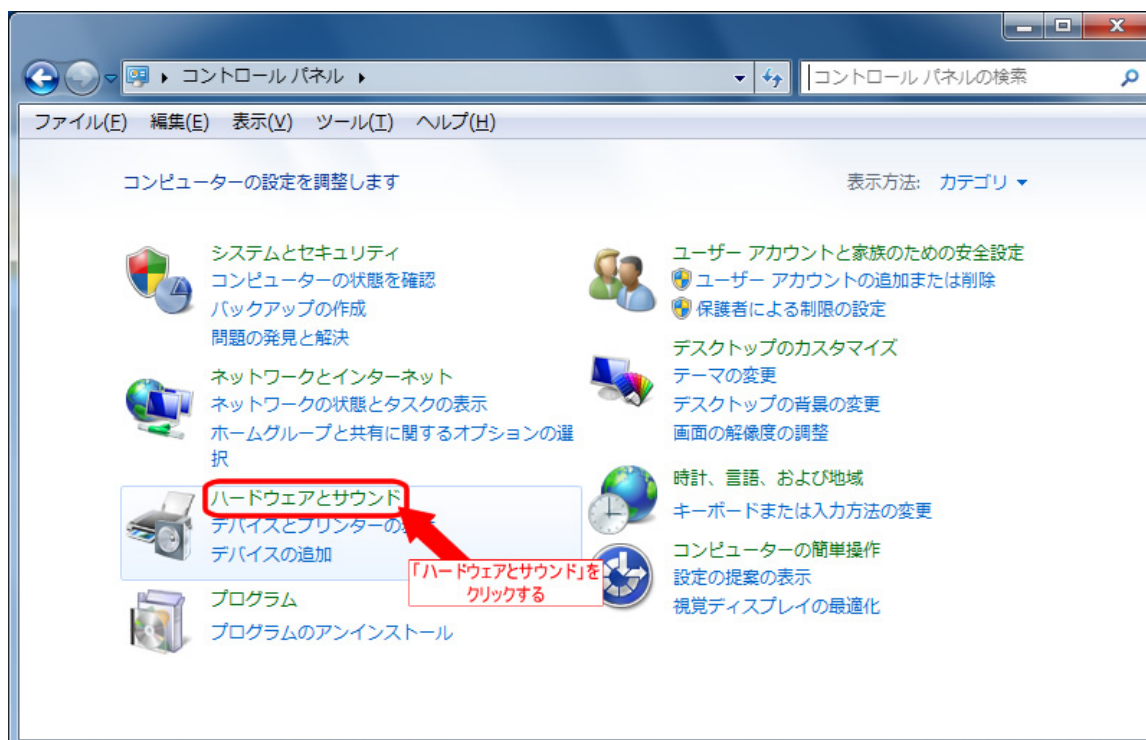 コントロール パネル
コントロール パネルの検索
ファイル(F) 編集(E) 表示(V) ツール(T) ヘルプ(H)
コンピューターの設定を調整します
表示方法: カテゴリ
システムとセキュリティ
コンピューターの状態を確認
バックアップの作成
問題の発見と解決
ネットワークとインターネット
ネットワークの状態とタスクの表示
ホームグループと共有に関するオプションの選
択
ハードウェアとサウンド
デバイスとプリンターの
デバイスの追加
「ハードウェアとサウンド」を
クリックする
プログラム
プログラムのアンインストール
ユーザー アカウントと家族のための安全設定
ユーザー アカウントの追加または削除
保護者による制限の設定
デスクトップのカスタマイズ
テーマの変更
デスクトップの背景の変更
画面の解像度の調整
時計、言語、および地域
キーボードまたは入力方法の変更
コンピューターの簡単操作
設定の提案の表示
視覚ディスプレイの最適化